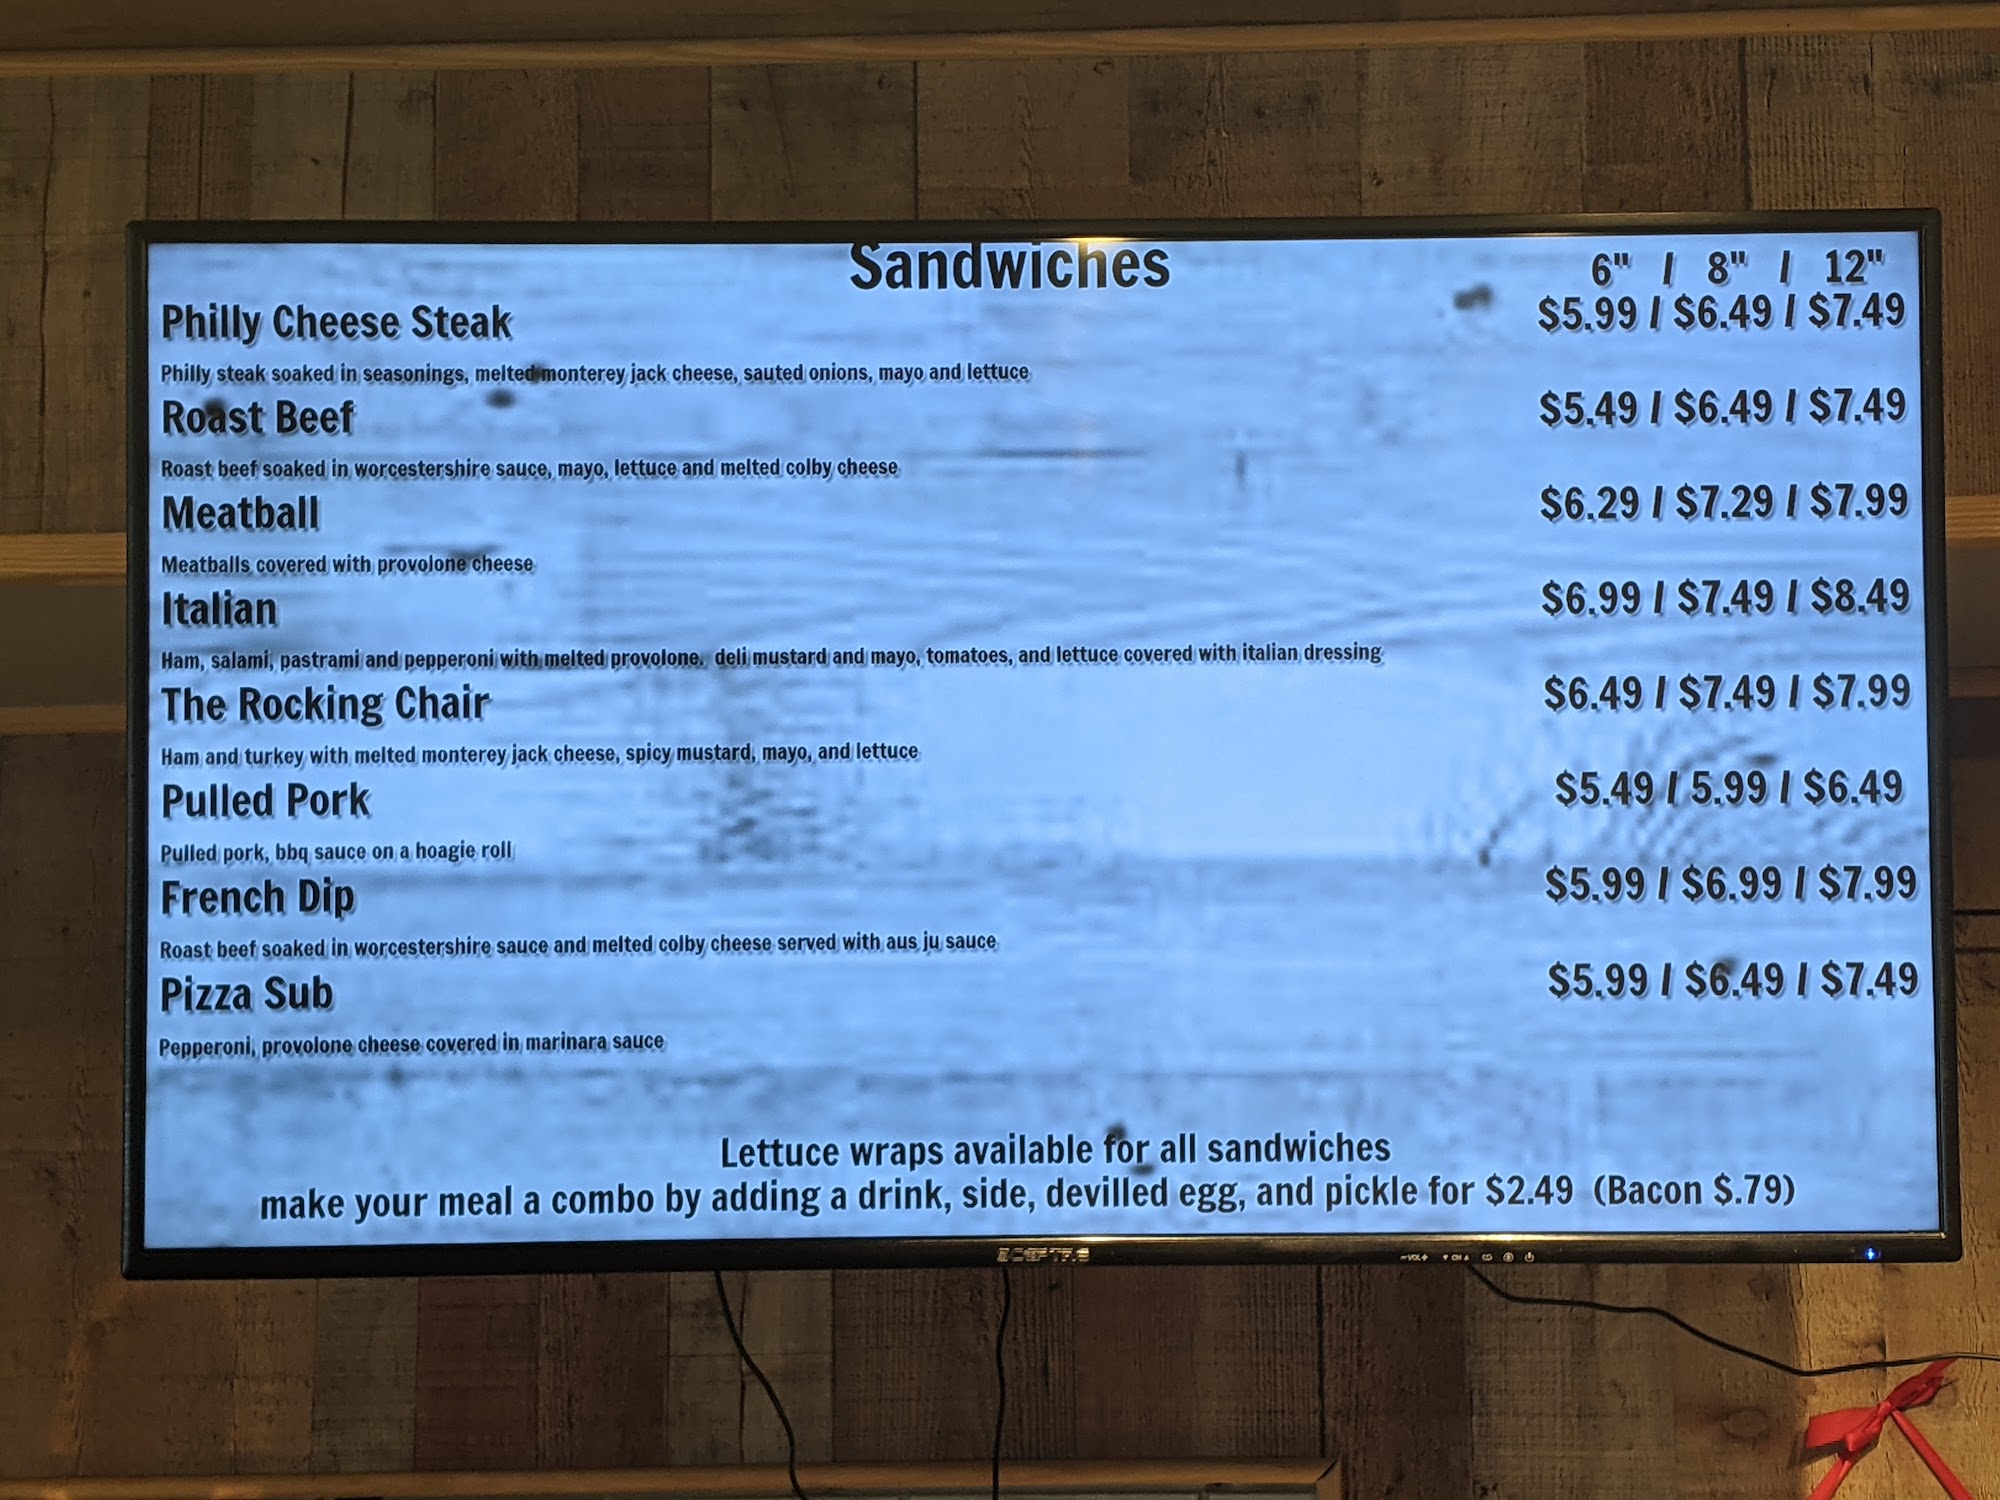 Sandwiches
6" / 8" / 12"
Philly Cheese Steak $5.99 / $6.49 / $7.49
Philly steak soaked in seasonings, melted monterey jack cheese, sauted onions, mayo and lettuce
Roast Beef $5.49 / $6.49 / $7.49
Roast beef soaked in worcestershire sauce, mayo, lettuce and melted colby cheese
Meatball $6.29 / $7.29 / $7.99
Meatballs covered with provolone cheese
Italian $6.99 / $7.49 / $8.49
Ham, salami, pastrami and pepperoni with melted provolone. deli mustard and mayo, tomatoes, and lettuce covered with italian dressing
The Rocking Chair $6.49 / $7.49 / $7.99
Ham and turkey with melted monterey jack cheese, spicy mustard, mayo, and lettuce
Pulled Pork $5.49 / 5.99 / $6.49
Pulled pork, bbq sauce on a hoagie roll
French Dip $5.99 / $6.99 / $7.99
Roast beef soaked in worcestershire sauce and melted colby cheese served with aus ju sauce
Pizza Sub $5.99 / $6.49 / $7.49
Pepperoni, provolone cheese covered in marinara sauce
Lettuce wraps available for all sandwiches
make your meal a combo by adding a drink, side, devilled egg, and pickle for $2.49 (Bacon $.79)
SCEPTRE
- VOL + ▼ CH ▲